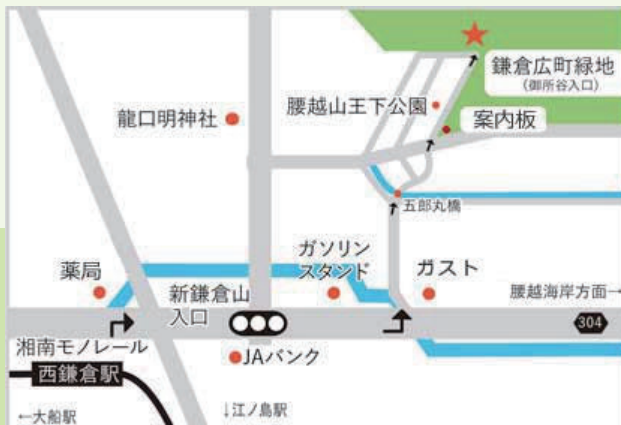 鎌倉広町緑地
(御所谷入口)
腰越山王下公園
龍口明神社
案内板
五郎丸橋
ガソリン
スタンド
薬局
新鎌倉山
入口
ガスト
腰越海岸方面→
304
湘南モノレール
JAバンク
西鎌倉駅
←大船駅
↓江ノ島駅